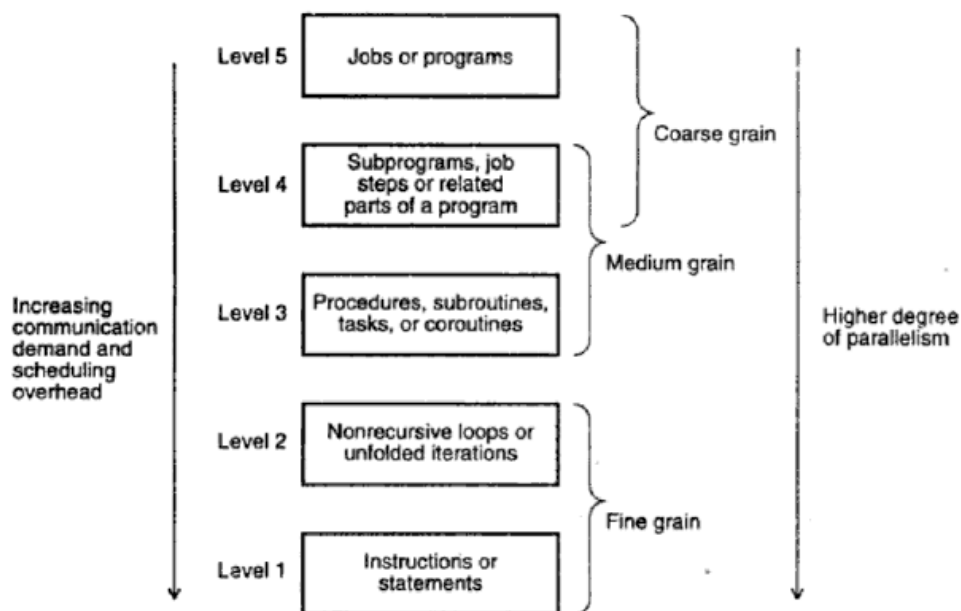 Level 5
Jobs or programs
Coarse grain
Level 4
Subprograms, job
steps or related
parts of a program
Medium grain
Increasing
communication
demand and
scheduling
overhead
Level 3
Procedures, subroutines,
tasks, or coroutines
Higher degree
of parallelism
Level 2
Nonrecursive loops or
unfolded iterations
Fine grain
Level 1
Instructions or
statements